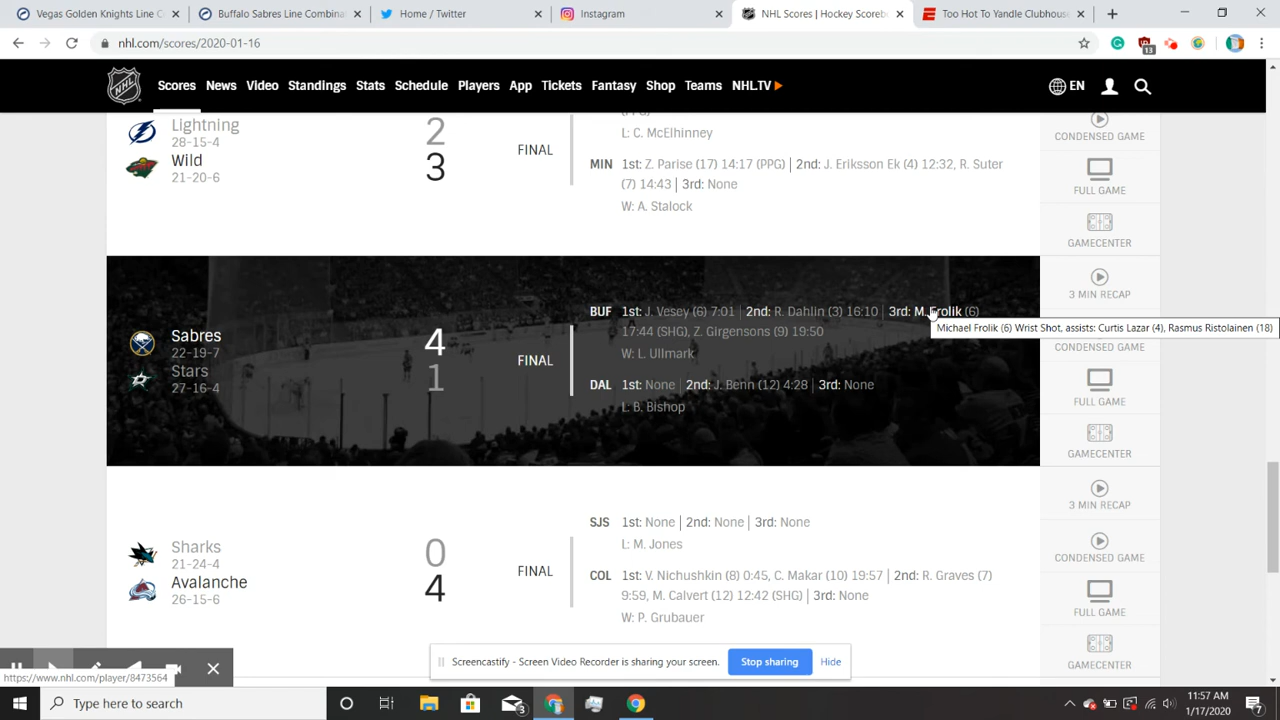 Vegas Golden Knights Line C
Buffalo Sabres Line Combinat
Home / Twitter
Instagram
NHL Scores | Hockey Scoreb
Too Hot To Yandle Clubhous
nhl.com/scores/2020-01-16
13
Scores News Video Standings Stats Schedule Players App Tickets Fantasy Shop Teams NHL.TV EN
Lightning
28-15-4
2
Wild
21-20-6
3
FINAL
L: C. McElhinney
MIN 1st: Z. Parise (17) 14:17 (PPG) | 2nd: J. Eriksson Ek (4) 12:32, R. Suter
(7) 14:43 | 3rd: None
W: A. Stalock
CONDENSED GAME
FULL GAME
GAMECENTER
Sabres
22-19-7
4
Stars
27-16-4
1
FINAL
BUF 1st: J. Vesey (6) 7:01 | 2nd: R. Dahlin (3) 16:10 | 3rd: M. Frolik (6)
17:44 (SHG), Z. Girgensons (9) 19:50
W: L. Ullmark
Michael Frolik (6) Wrist Shot, assists: Curtis Lazar (4), Rasmus Ristolainen (18)
DAL 1st: None | 2nd: J. Benn (12) 4:28 | 3rd: None
L: B. Bishop
3 MIN RECAP
CONDENSED GAME
FULL GAME
GAMECENTER
Sharks
21-24-4
0
Avalanche
26-15-6
4
FINAL
SJS 1st: None | 2nd: None | 3rd: None
L: M. Jones
COL 1st: V. Nichushkin (8) 0:45, C. Makar (10) 19:57 | 2nd: R. Graves (7)
9:59, M. Calvert (12) 12:42 (SHG) | 3rd: None
W: P. Grubauer
3 MIN RECAP
CONDENSED GAME
FULL GAME
GAMECENTER
Screencastify - Screen Video Recorder is sharing your screen. Stop sharing Hide
https://www.nhl.com/player/8473564
Type here to search
3
11:57 AM
1/17/2020
7